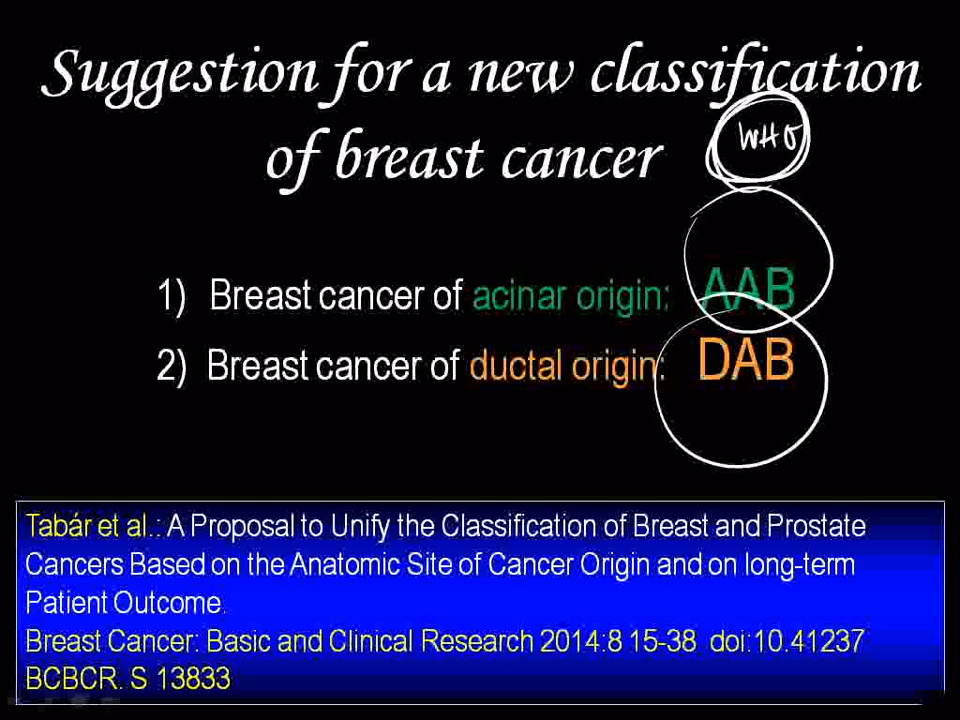 Suggestion for a new classification
of breast cancer
WHO
1) Breast cancer of acinar origin: AAB
2) Breast cancer of ductal origin: DAB
Tabár et al.: A Proposal to Unify the Classification of Breast and Prostate
Cancers Based on the Anatomic Site of Cancer Origin and on long-term
Patient Outcome.
Breast Cancer: Basic and Clinical Research 2014:8 15-38 doi:10.41237
BCBCR. S 13833